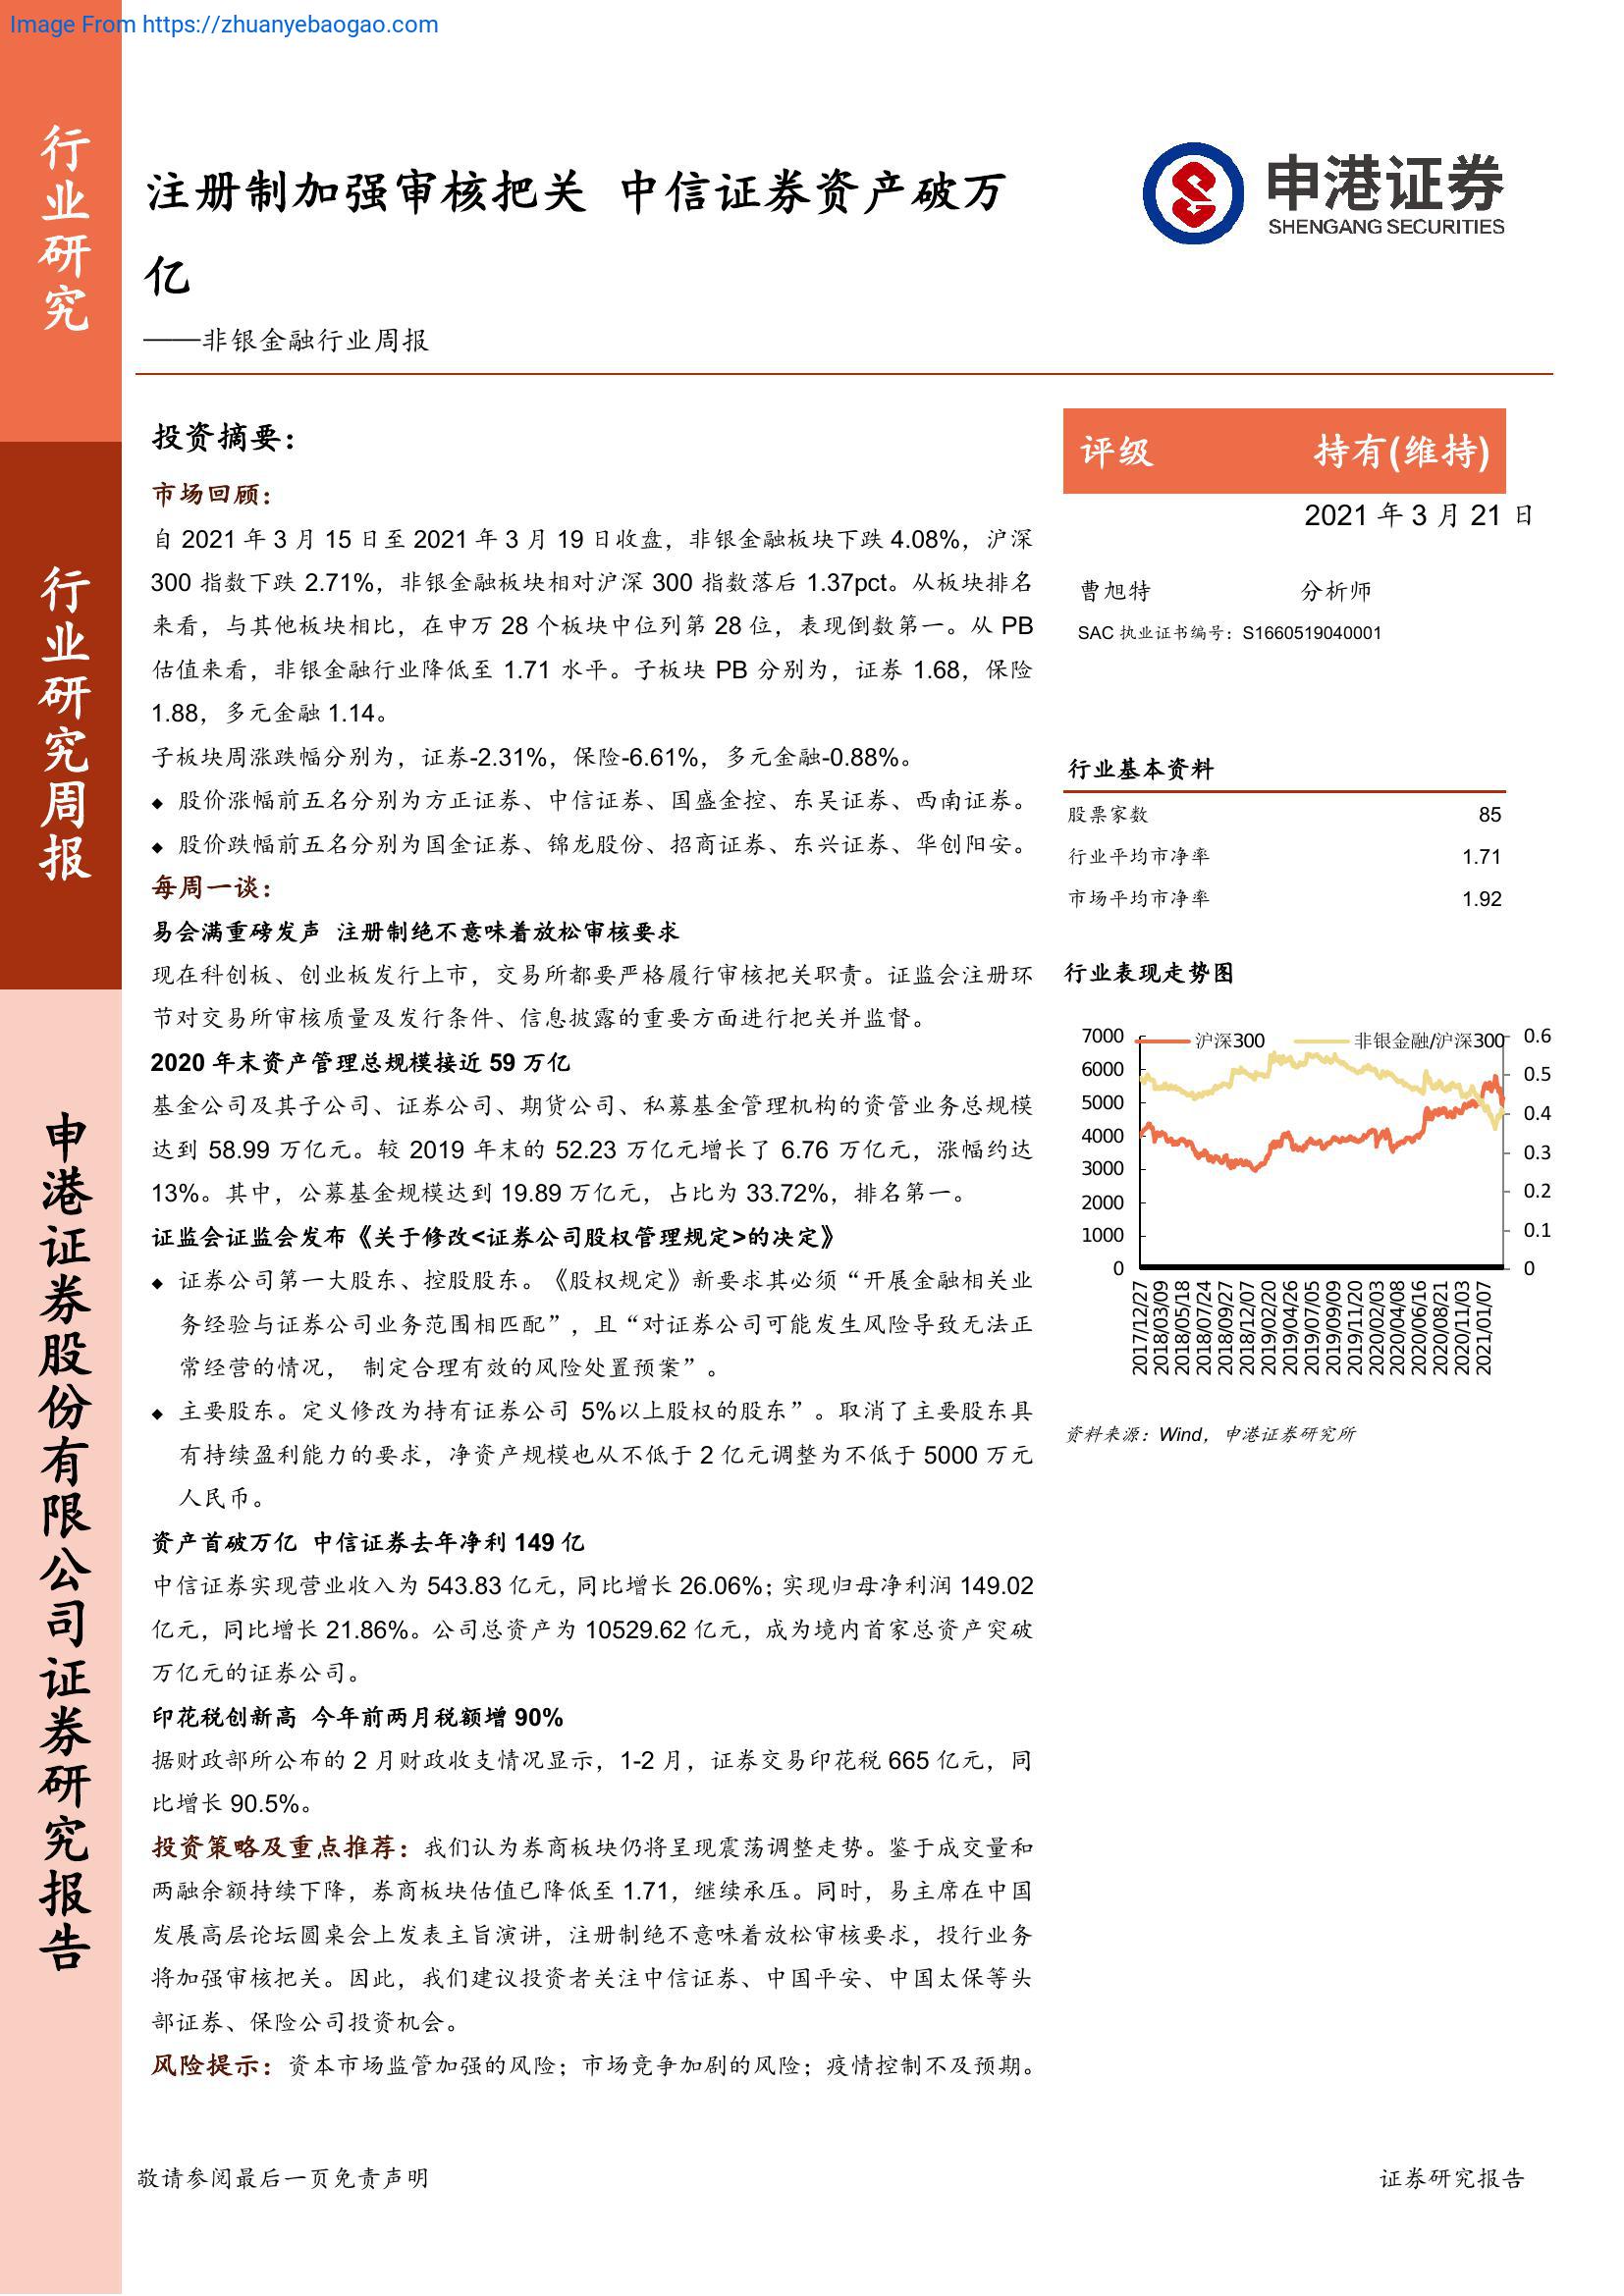 Image From https://zhuanyebaogao.com
行业研究
行业研究周报
申港证券股份有限公司证券研究报告
注册制加强审核把关 中信证券资产破万
亿
——非银金融行业周报
申港证券
SHENGANG SECURITIES
投资摘要：
市场回顾：
自 2021 年 3 月 15 日至 2021 年 3 月 19 日收盘，非银金融板块下跌 4.08%，沪深
300 指数下跌 2.71%，非银金融板块相对沪深 300 指数落后 1.37pct。从板块排名
来看，与其他板块相比，在申万 28 个板块中位列第 28 位，表现倒数第一。从 PB
估值来看，非银金融行业降低至 1.71 水平。子板块 PB 分别为，证券 1.68，保险
1.88，多元金融 1.14。
子板块周涨跌幅分别为，证券-2.31%，保险-6.61%，多元金融-0.88%。
◆ 股价涨幅前五名分别为方正证券、中信证券、国盛金控、东吴证券、西南证券。
◆ 股价跌幅前五名分别为国金证券、锦龙股份、招商证券、东兴证券、华创阳安。
每周一谈：
易会满重磅发声 注册制绝不意味着放松审核要求
现在科创板、创业板发行上市，交易所都要严格履行审核把关职责。证监会注册环
节对交易所审核质量及发行条件、信息披露的重要方面进行把关并监督。
2020 年末资产管理总规模接近 59 万亿
基金公司及其子公司、证券公司、期货公司、私募基金管理机构的资管业务总规模
达到 58.99 万亿元。较 2019 年末的 52.23 万亿元增长了 6.76 万亿元，涨幅约达
13%。其中，公募基金规模达到 19.89 万亿元，占比为 33.72%，排名第一。
证监会证监会发布《关于修改<证券公司股权管理规定>的决定》
◆ 证券公司第一大股东、控股股东。《股权规定》新要求其必须“开展金融相关业
务经验与证券公司业务范围相匹配”，且“对证券公司可能发生风险导致无法正
常经营的情况， 制定合理有效的风险处置预案”。
◆ 主要股东。定义修改为持有证券公司 5%以上股权的股东”。取消了主要股东具
有持续盈利能力的要求，净资产规模也从不低于 2 亿元调整为不低于 5000 万元
人民币。
资产首破万亿 中信证券去年净利 149 亿
中信证券实现营业收入为 543.83 亿元，同比增长 26.06%；实现归母净利润 149.02
亿元，同比增长 21.86%。公司总资产为 10529.62 亿元，成为境内首家总资产突破
万亿元的证券公司。
印花税创新高 今年前两月税额增 90%
据财政部所公布的 2 月财政收支情况显示，1-2 月，证券交易印花税 665 亿元，同
比增长 90.5%。
投资策略及重点推荐：我们认为券商板块仍将呈现震荡调整走势。鉴于成交量和
两融余额持续下降，券商板块估值已降低至 1.71，继续承压。同时，易主席在中国
发展高层论坛圆桌会上发表主旨演讲，注册制绝不意味着放松审核要求，投行业务
将加强审核把关。因此，我们建议投资者关注中信证券、中国平安、中国太保等头
部证券、保险公司投资机会。
风险提示：资本市场监管加强的风险；市场竞争加剧的风险；疫情控制不及预期。
评级 持有(维持)
2021 年 3 月 21 日
曹旭特 分析师
SAC 执业证书编号：S1660519040001
行业基本资料
股票家数 85
行业平均市净率 1.71
市场平均市净率 1.92
行业表现走势图
沪深300 非银金融/沪深300
7000
6000
5000
4000
3000
2000
1000
0
0.6
0.5
0.4
0.3
0.2
0.1
0
2017/12/27
2018/03/09
2018/05/18
2018/07/24
2018/09/27
2018/12/07
2019/02/20
2019/04/26
2019/07/05
2019/09/09
2019/11/20
2020/02/03
2020/04/08
2020/06/16
2020/08/21
2020/11/03
2021/01/07
资料来源：Wind，申港证券研究所
敬请参阅最后一页免责声明 证券研究报告